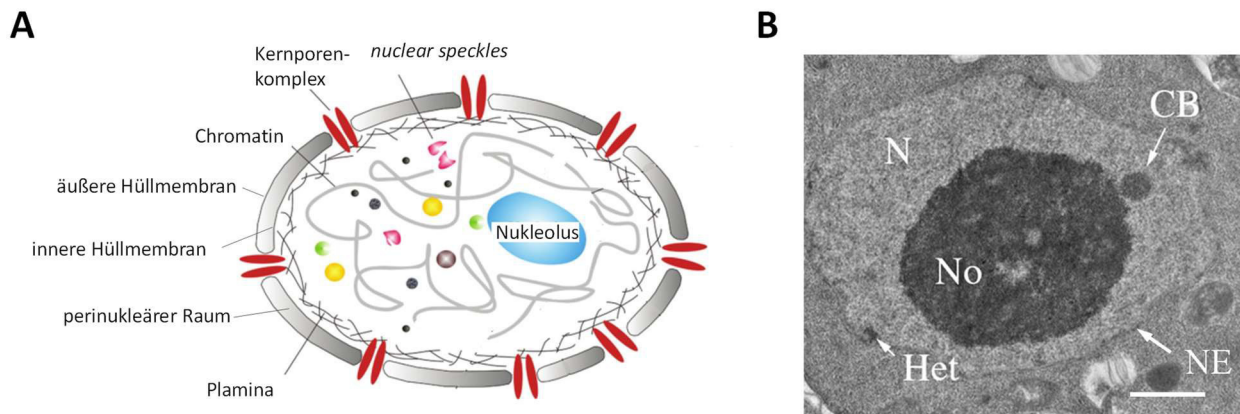 A
Kernporen-
komplex
nuclear speckles
Chromatin
äußere Hüllmembran
innere Hüllmembran
perinukleärer Raum
Plamina
Nukleolus
B
CB
N
No
Het
NE